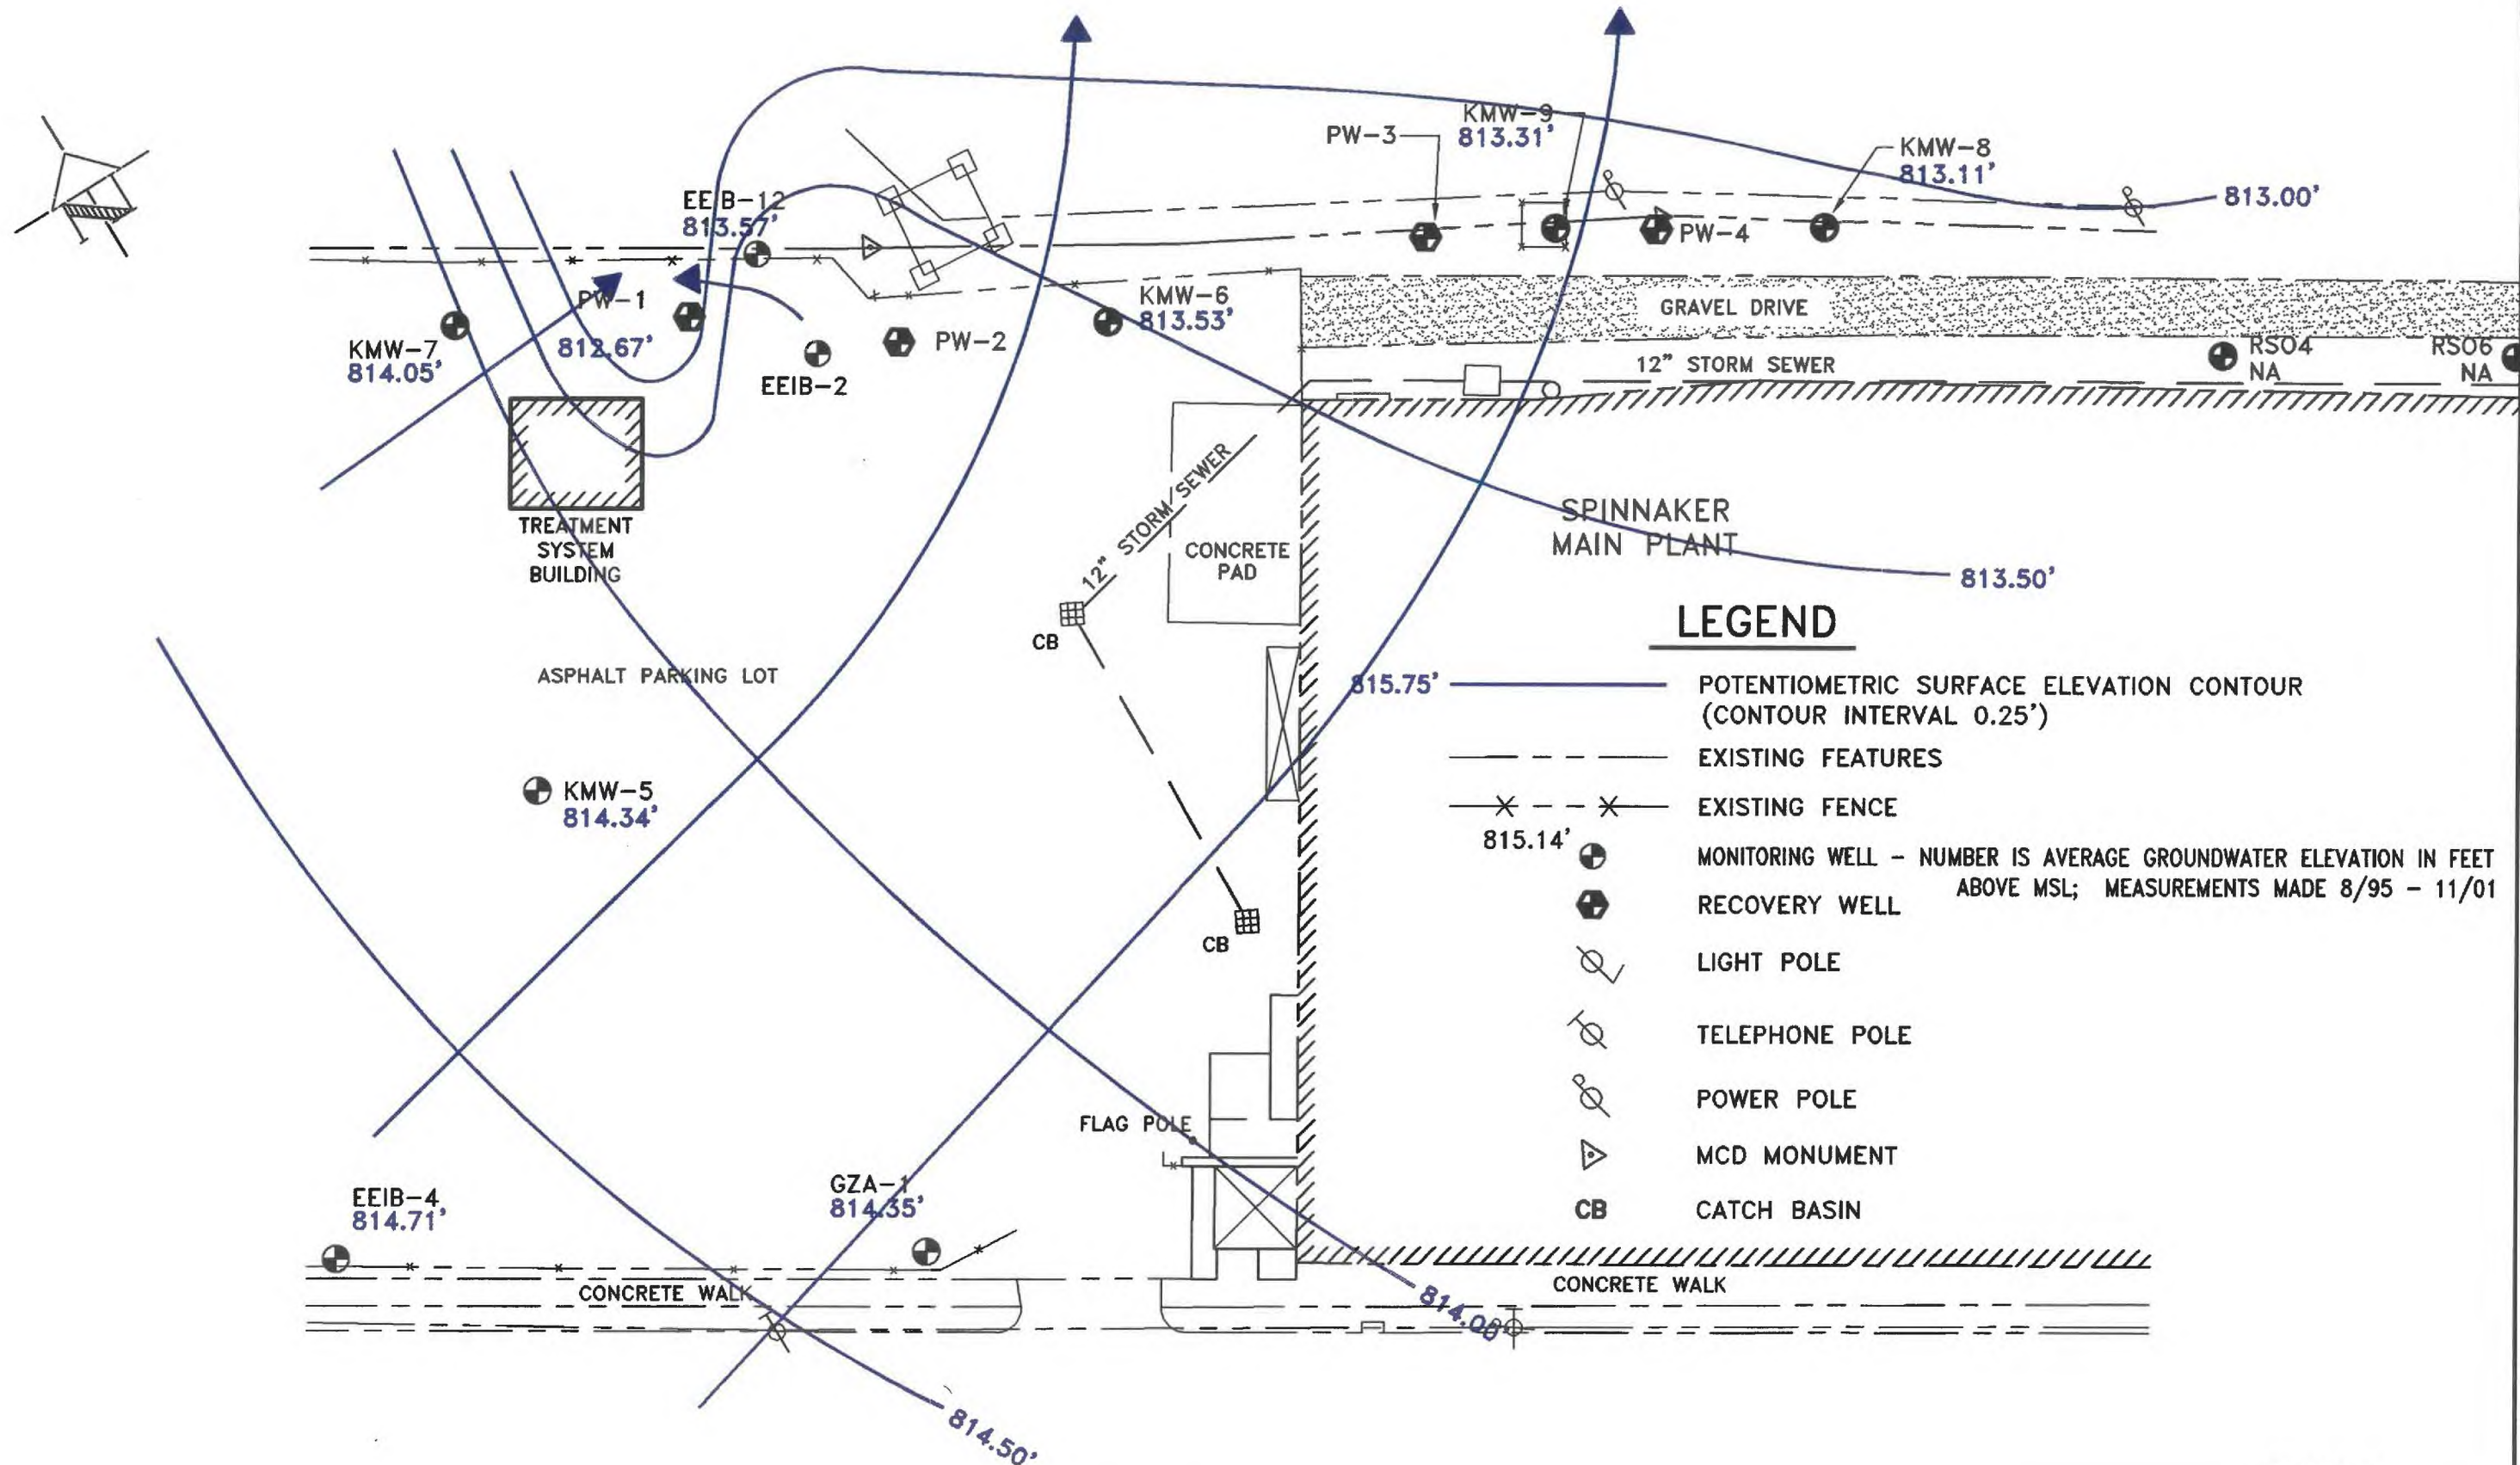 KMW-9
813.31'
PW-3
KMW-8
813.11'
813.00'
EEIB-12
813.57'
PW-4
PW-1
812.67'
KMW-7
814.05'
KMW-6
813.53'
PW-2
EEIB-2
GRAVEL DRIVE
12" STORM SEWER
RS04
NA
RS06
NA
TREATMENT
SYSTEM
BUILDING
12" STORM SEWER
CONCRETE
PAD
SPINNAKER
MAIN PLANT
813.50'
CB
ASPHALT PARKING LOT
KMW-5
814.34'
CB
LEGEND
815.75'
POTENTIOMETRIC SURFACE ELEVATION CONTOUR
(CONTOUR INTERVAL 0.25')
EXISTING FEATURES
EXISTING FENCE
815.14'
MONITORING WELL - NUMBER IS AVERAGE GROUNDWATER ELEVATION IN FEET
ABOVE MSL; MEASUREMENTS MADE 8/95 - 11/01
RECOVERY WELL
LIGHT POLE
TELEPHONE POLE
POWER POLE
MCD MONUMENT
CB
CATCH BASIN
FLAG POLE
EEIB-4
814.71'
GZA-1
814.35'
CONCRETE WALK
CONCRETE WALK
814.00'
814.50'